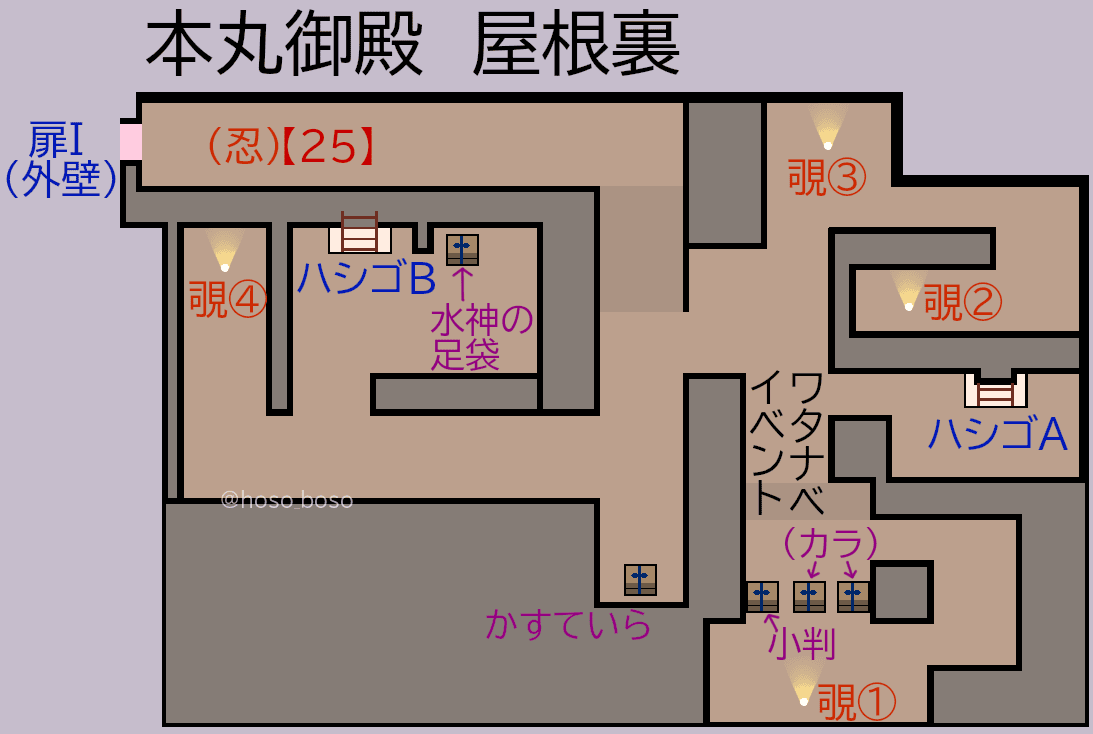 本丸御殿 屋根裏
扉I
(外壁)
(忍)【25】
覗③
覗④
ハシゴB
↑
水神の
足袋
覗②
ワタナベ
イベント
ハシゴA
@hoso_boso
(カラ)
↓↘
かすていら
↖
小判
覗①